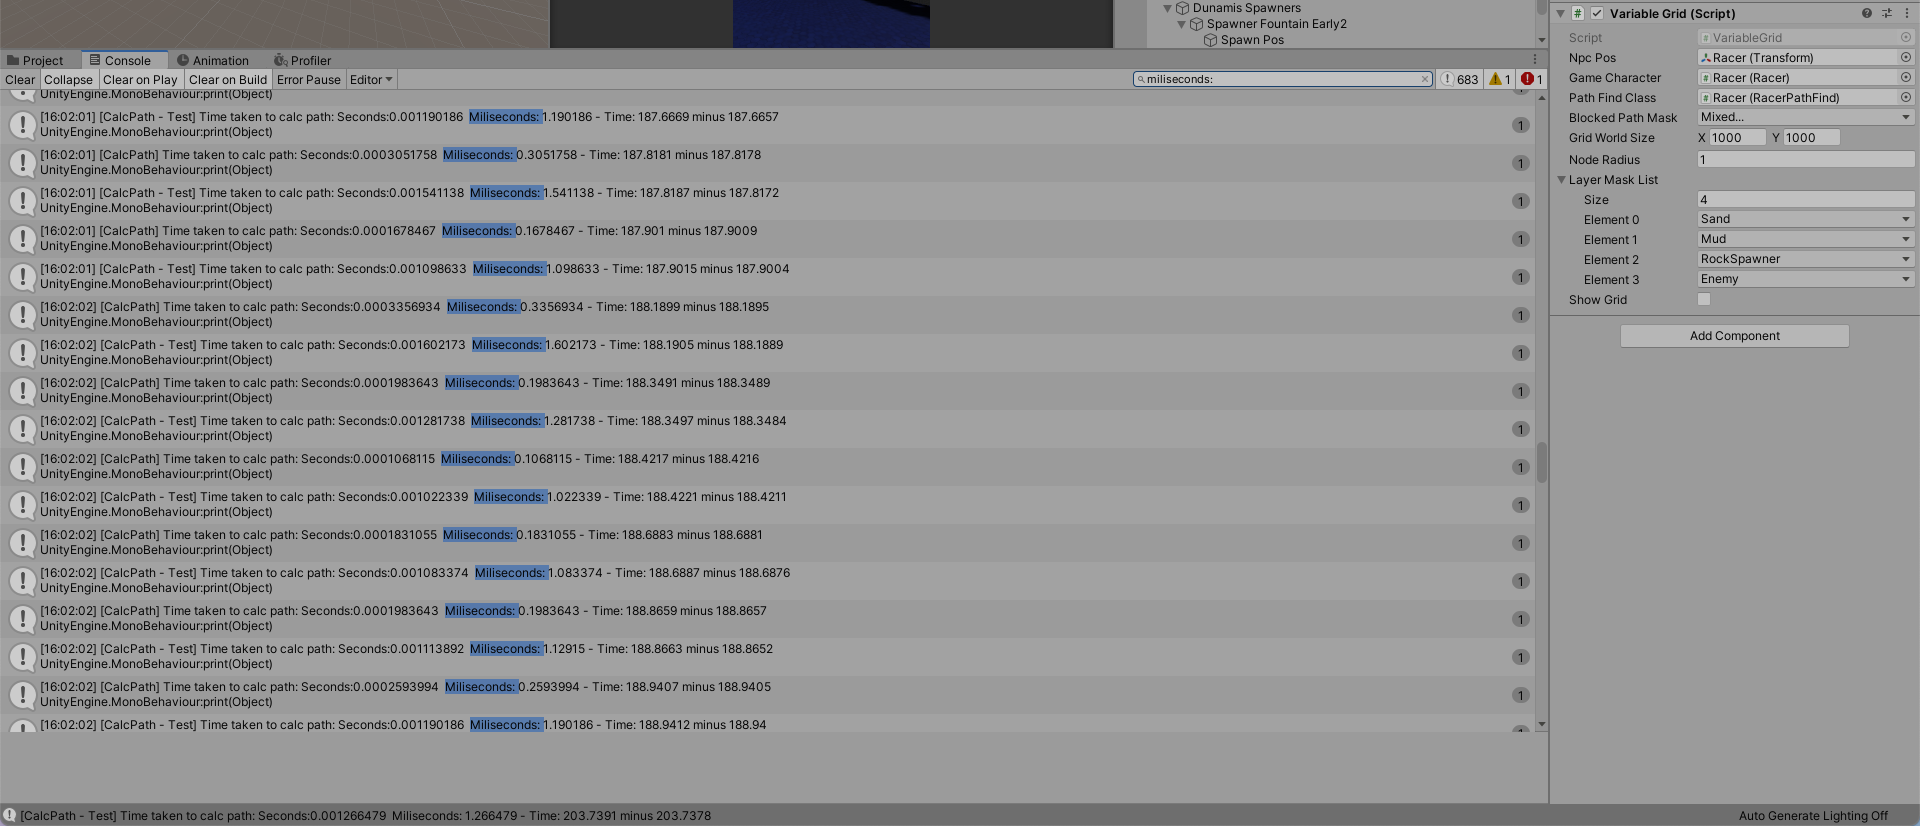 Dunamis Spawners
Spawner Fountain Early2
Spawn Pos
Project
Console
Animation
Profiler
Clear
Collapse
Clear on Play
Clear on Build
Error Pause
Editor
miliseconds:
683
1
1
UnityEngine.MonoBehaviour:print(Object)
[16:02:01] [CalcPath - Test] Time taken to calc path: Seconds:0.001190186 Miliseconds: 1.190186 - Time: 187.6669 minus 187.6657
1
[16:02:01] [CalcPath] Time taken to calc path: Seconds:0.0003051758 Miliseconds: 0.3051758 - Time: 187.8181 minus 187.8178
UnityEngine.MonoBehaviour:print(Object)
1
[16:02:01] [CalcPath - Test] Time taken to calc path: Seconds:0.001541138 Miliseconds: 1.541138 - Time: 187.8187 minus 187.8172
UnityEngine.MonoBehaviour:print(Object)
1
[16:02:01] [CalcPath] Time taken to calc path: Seconds:0.0001678467 Miliseconds: 0.1678467 - Time: 187.901 minus 187.9009
UnityEngine.MonoBehaviour:print(Object)
1
[16:02:01] [CalcPath - Test] Time taken to calc path: Seconds:0.001098633 Miliseconds: 1.098633 - Time: 187.9015 minus 187.9004
UnityEngine.MonoBehaviour:print(Object)
1
[16:02:02] [CalcPath] Time taken to calc path: Seconds:0.0003356934 Miliseconds: 0.3356934 - Time: 188.1899 minus 188.1895
UnityEngine.MonoBehaviour:print(Object)
1
[16:02:02] [CalcPath - Test] Time taken to calc path: Seconds:0.001602173 Miliseconds: 1.602173 - Time: 188.1905 minus 188.1889
UnityEngine.MonoBehaviour:print(Object)
1
[16:02:02] [CalcPath] Time taken to calc path: Seconds:0.0001983643 Miliseconds: 0.1983643 - Time: 188.3491 minus 188.3489
UnityEngine.MonoBehaviour:print(Object)
1
[16:02:02] [CalcPath - Test] Time taken to calc path: Seconds:0.001281738 Miliseconds: 1.281738 - Time: 188.3497 minus 188.3484
UnityEngine.MonoBehaviour:print(Object)
1
[16:02:02] [CalcPath] Time taken to calc path: Seconds:0.0001068115 Miliseconds: 0.1068115 - Time: 188.4217 minus 188.4216
UnityEngine.MonoBehaviour:print(Object)
1
[16:02:02] [CalcPath - Test] Time taken to calc path: Seconds:0.001022339 Miliseconds: 1.022339 - Time: 188.4221 minus 188.4211
UnityEngine.MonoBehaviour:print(Object)
1
[16:02:02] [CalcPath] Time taken to calc path: Seconds:0.0001831055 Miliseconds: 0.1831055 - Time: 188.6883 minus 188.6881
UnityEngine.MonoBehaviour:print(Object)
1
[16:02:02] [CalcPath - Test] Time taken to calc path: Seconds:0.001083374 Miliseconds: 1.083374 - Time: 188.6887 minus 188.6876
UnityEngine.MonoBehaviour:print(Object)
1
[16:02:02] [CalcPath] Time taken to calc path: Seconds:0.0001983643 Miliseconds: 0.1983643 - Time: 188.8659 minus 188.8657
UnityEngine.MonoBehaviour:print(Object)
1
[16:02:02] [CalcPath - Test] Time taken to calc path: Seconds:0.001113892 Miliseconds: 1.12915 - Time: 188.8663 minus 188.8652
UnityEngine.MonoBehaviour:print(Object)
1
[16:02:02] [CalcPath] Time taken to calc path: Seconds:0.0002593994 Miliseconds: 0.2593994 - Time: 188.9407 minus 188.9405
UnityEngine.MonoBehaviour:print(Object)
1
[16:02:02] [CalcPath - Test] Time taken to calc path: Seconds:0.001190186 Miliseconds: 1.190186 - Time: 188.9412 minus 188.94
[CalcPath - Test] Time taken to calc path: Seconds:0.001266479 Miliseconds: 1.266479 - Time: 203.7391 minus 203.7378
Variable Grid (Script)
Script
VariableGrid
Npc Pos
Racer (Transform)
Game Character
Racer (Racer)
Path Find Class
Racer (RacerPathFind)
Blocked Path Mask
Mixed...
Grid World Size
X 1000 Y 1000
Node Radius
1
Layer Mask List
Size
4
Element 0
Sand
Element 1
Mud
Element 2
RockSpawner
Element 3
Enemy
Show Grid
Add Component
Auto Generate Lighting Off